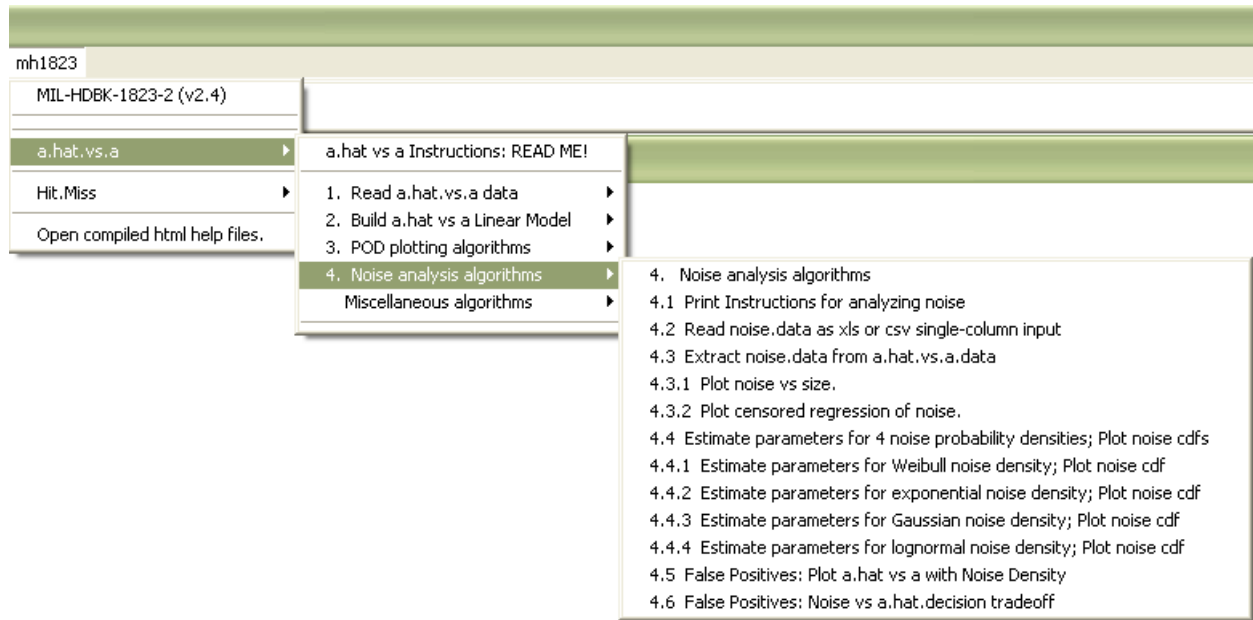 mh1823
MIL-HDBK-1823-2 (v2.4)
a.hat.vs.a
Hit.Miss
Open compiled html help files.
a.hat vs a Instructions: READ ME!
1. Read a.hat.vs.a data
2. Build a.hat vs a Linear Model
3. POD plotting algorithms
4. Noise analysis algorithms
Miscellaneous algorithms
4. Noise analysis algorithms
4.1 Print Instructions for analyzing noise
4.2 Read noise.data as xls or csv single-column input
4.3 Extract noise.data from a.hat.vs.a.data
4.3.1 Plot noise vs size.
4.3.2 Plot censored regression of noise.
4.4 Estimate parameters for 4 noise probability densities; Plot noise cdfs
4.4.1 Estimate parameters for Weibull noise density; Plot noise cdf
4.4.2 Estimate parameters for exponential noise density; Plot noise cdf
4.4.3 Estimate parameters for Gaussian noise density; Plot noise cdf
4.4.4 Estimate parameters for lognormal noise density; Plot noise cdf
4.5 False Positives: Plot a.hat vs a with Noise Density
4.6 False Positives: Noise vs a.hat.decision tradeoff